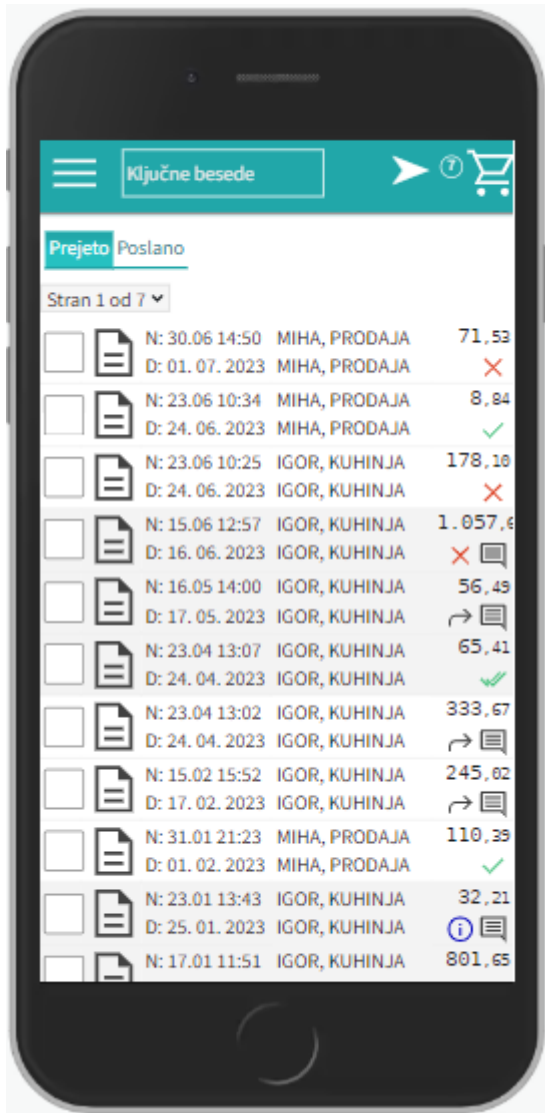 Ključne besede
7
Prejeto Poslano
Stran 1 od 7
N: 30.06 14:50 MIHA, PRODAJA 71,53
D: 01. 07. 2023 MIHA, PRODAJA
N: 23.06 10:34 MIHA, PRODAJA 8,84
D: 24. 06. 2023 MIHA, PRODAJA
N: 23.06 10:25 IGOR, KUHINJA 178,10
D: 24. 06. 2023 IGOR, KUHINJA
N: 15.06 12:57 IGOR, KUHINJA 1.057,6
D: 16. 06. 2023 IGOR, KUHINJA
N: 16.05 14:00 IGOR, KUHINJA 56,49
D: 17. 05. 2023 IGOR, KUHINJA
N: 23.04 13:07 IGOR, KUHINJA 65,41
D: 24. 04. 2023 IGOR, KUHINJA
N: 23.04 13:02 IGOR, KUHINJA 333,67
D: 24. 04. 2023 IGOR, KUHINJA
N: 15.02 15:52 IGOR, KUHINJA 245,02
D: 17. 02. 2023 IGOR, KUHINJA
N: 31.01 21:23 MIHA, PRODAJA 110,39
D: 01. 02. 2023 MIHA, PRODAJA
N: 23.01 13:43 IGOR, KUHINJA 32,21
D: 25. 01. 2023 IGOR, KUHINJA
N: 17.01 11:51 IGOR, KUHINJA 801,65